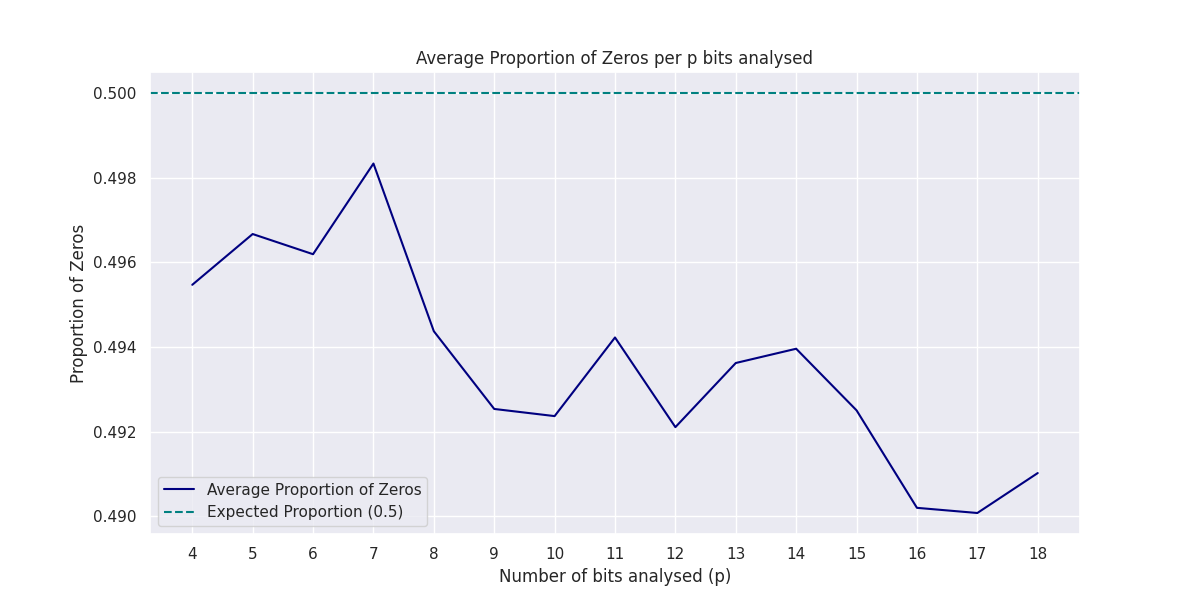 Average Proportion of Zeros per p bits analysed
Proportion of Zeros
0.500
0.498
0.496
0.494
0.492
0.490
Average Proportion of Zeros
Expected Proportion (0.5)
4 5 6 7 8 9 10 11 12 13 14 15 16 17 18
Number of bits analysed (p)